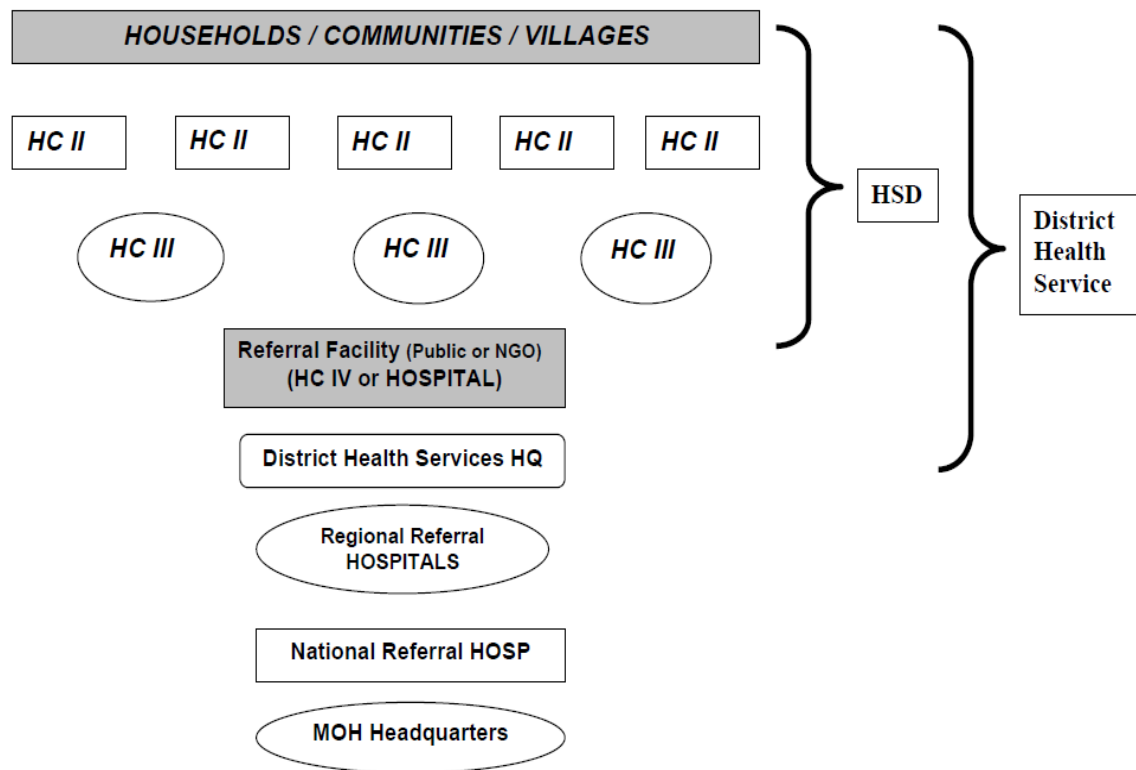 HOUSEHOLDS / COMMUNITIES / VILLAGES
HC II
HC II
HC II
HC II
HC II
HSD
HC III
HC III
HC III
District
Health
Service
Referral Facility (Public or NGO)
(HC IV or HOSPITAL)
District Health Services HQ
Regional Referral
HOSPITALS
National Referral HOSP
MOH Headquarters